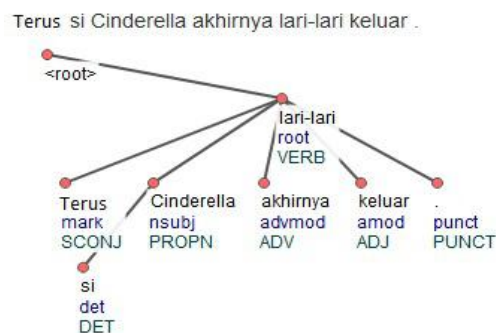 Terus si Cinderella akhirnya lari-lari keluar .
<root>
lari-lari
root
VERB
Terus Cinderella akhirnya keluar .
mark nsubj advmod amod punct
SCONJ PROPN ADV ADJ PUNCT
si
det
DET